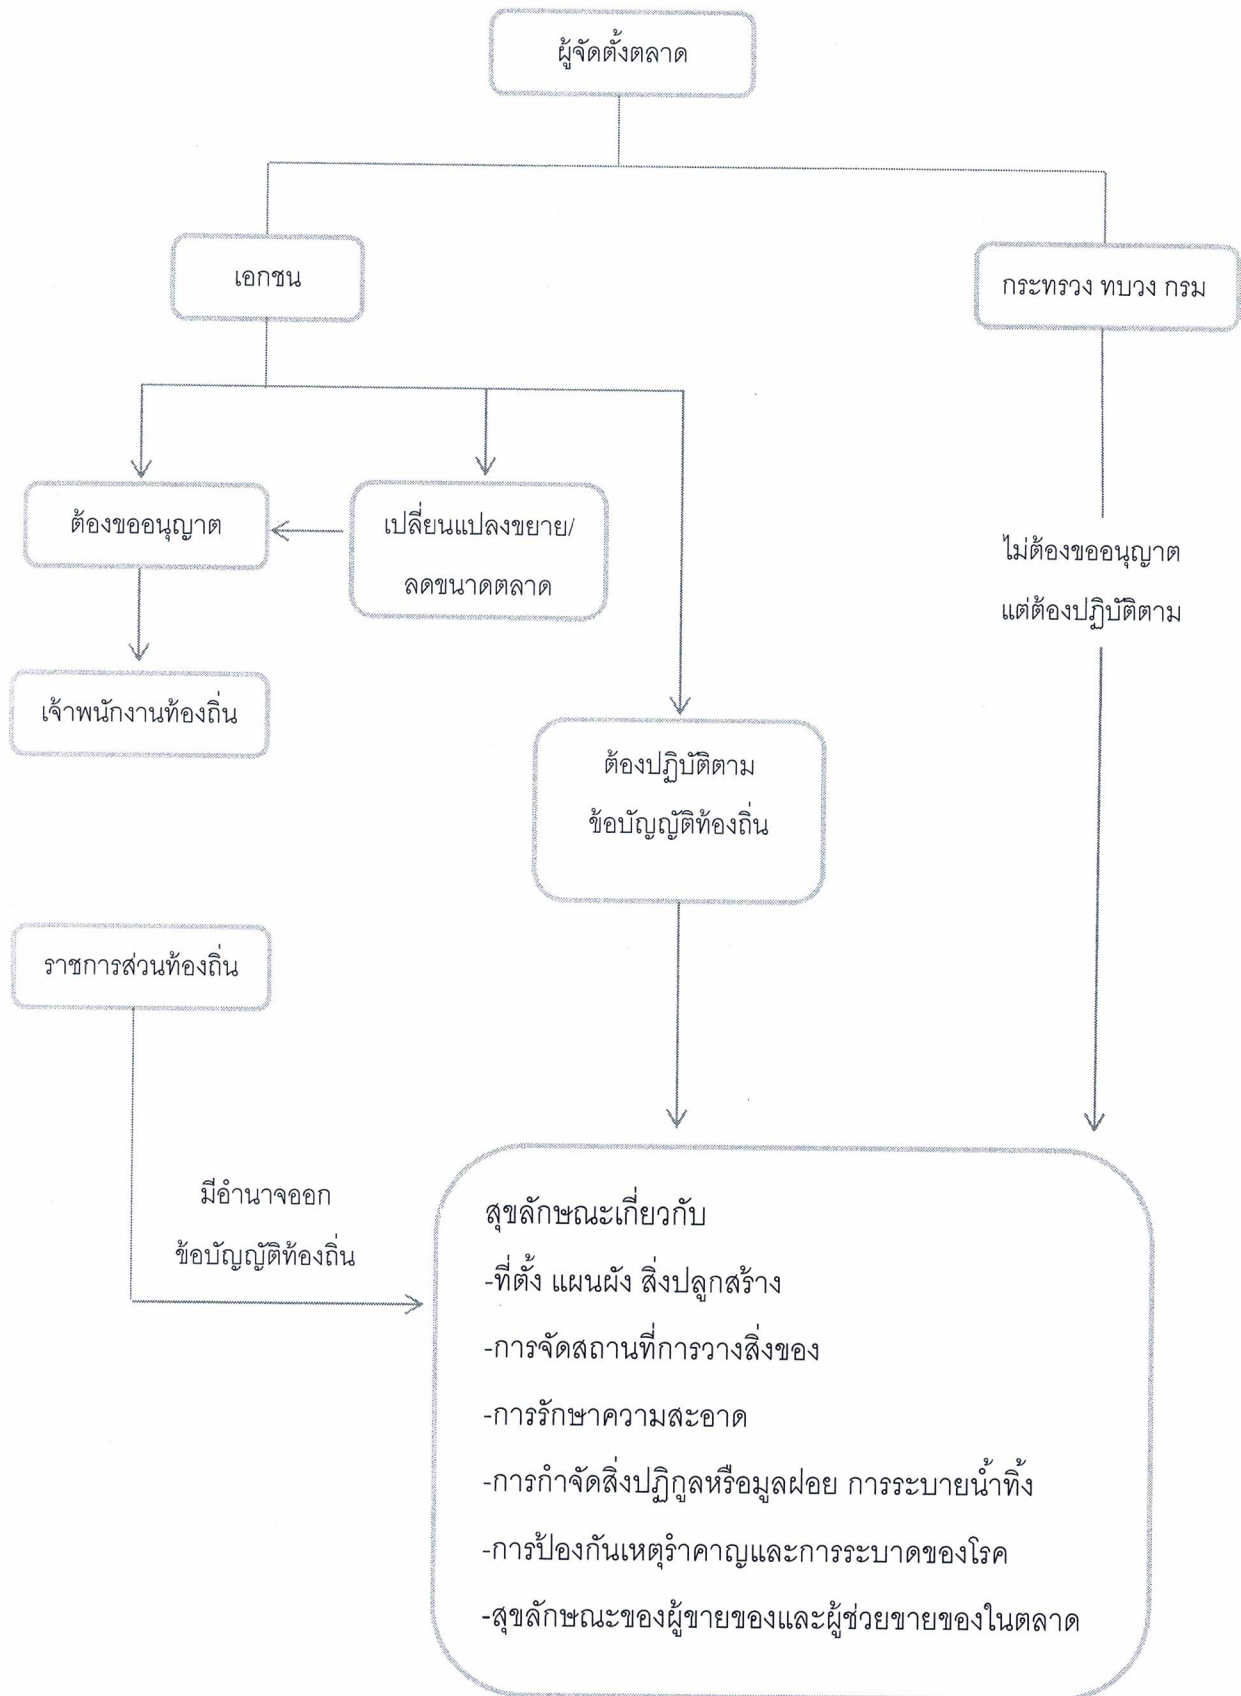 ผู้จัดตั้งตลาด
เอกชน
กระทรวง ทบวง กรม
ต้องขออนุญาต
เปลี่ยนแปลงขยาย/
ลดขนาดตลาด
ไม่ต้องขออนุญาต
แต่ต้องปฏิบัติตาม
เจ้าพนักงานท้องถิ่น
ต้องปฏิบัติตาม
ข้อบัญญัติท้องถิ่น
ราชการส่วนท้องถิ่น
มีอำนาจออก
ข้อบัญญัติท้องถิ่น
สุขลักษณะเกี่ยวกับ
-ที่ตั้ง แผนผัง สิ่งปลูกสร้าง
-การจัดสถานที่การวางสิ่งของ
-การรักษาความสะอาด
-การกำจัดสิ่งปฏิกูลหรือมูลฝอย การระบายน้ำทิ้ง
-การป้องกันเหตุรำคาญและการระบาดของโรค
-สุขลักษณะของผู้ขายของและผู้ช่วยขายของในตลาด